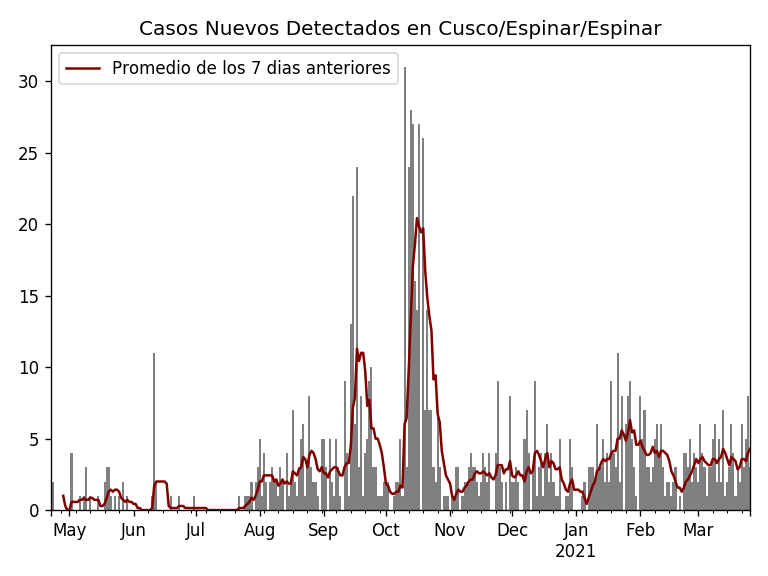 Casos Nuevos Detectados en Cusco/Espinar/Espinar
Promedio de los 7 dias anteriores
30
25
20
15
10
5
0
May Jun Jul Aug Sep Oct Nov Dec Jan Feb Mar
2021